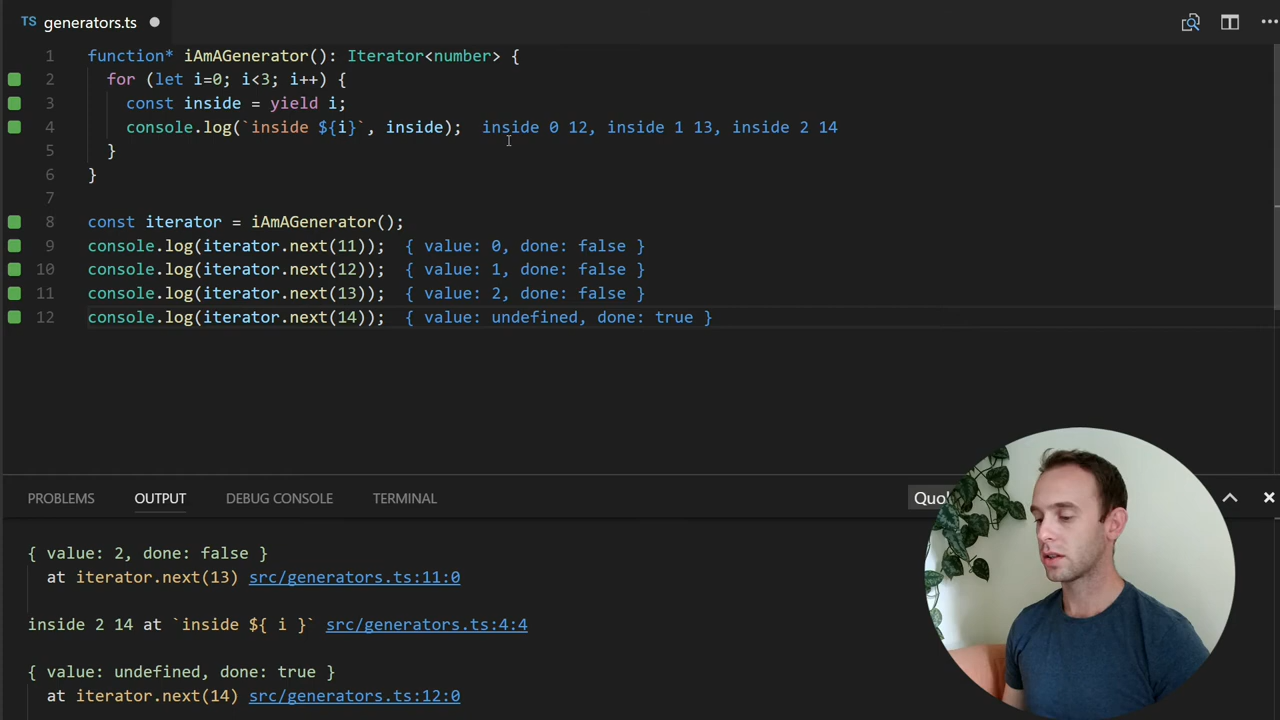 TS generators.ts
1 function* iAmAGenerator(): Iterator<number> {
2 for (let i=0; i<3; i++) {
3 const inside = yield i;
4 console.log(`inside ${i}`, inside); inside 0 12, inside 1 13, inside 2 14
5 }
6 }
7
8 const iterator = iAmAGenerator();
9 console.log(iterator.next(11)); { value: 0, done: false }
10 console.log(iterator.next(12)); { value: 1, done: false }
11 console.log(iterator.next(13)); { value: 2, done: false }
12 console.log(iterator.next(14)); { value: undefined, done: true }
PROBLEMS OUTPUT DEBUG CONSOLE TERMINAL
{ value: 2, done: false }
at iterator.next(13) src/generators.ts:11:0
inside 2 14 at `inside ${ i }` src/generators.ts:4:4
{ value: undefined, done: true }
at iterator.next(14) src/generators.ts:12:0